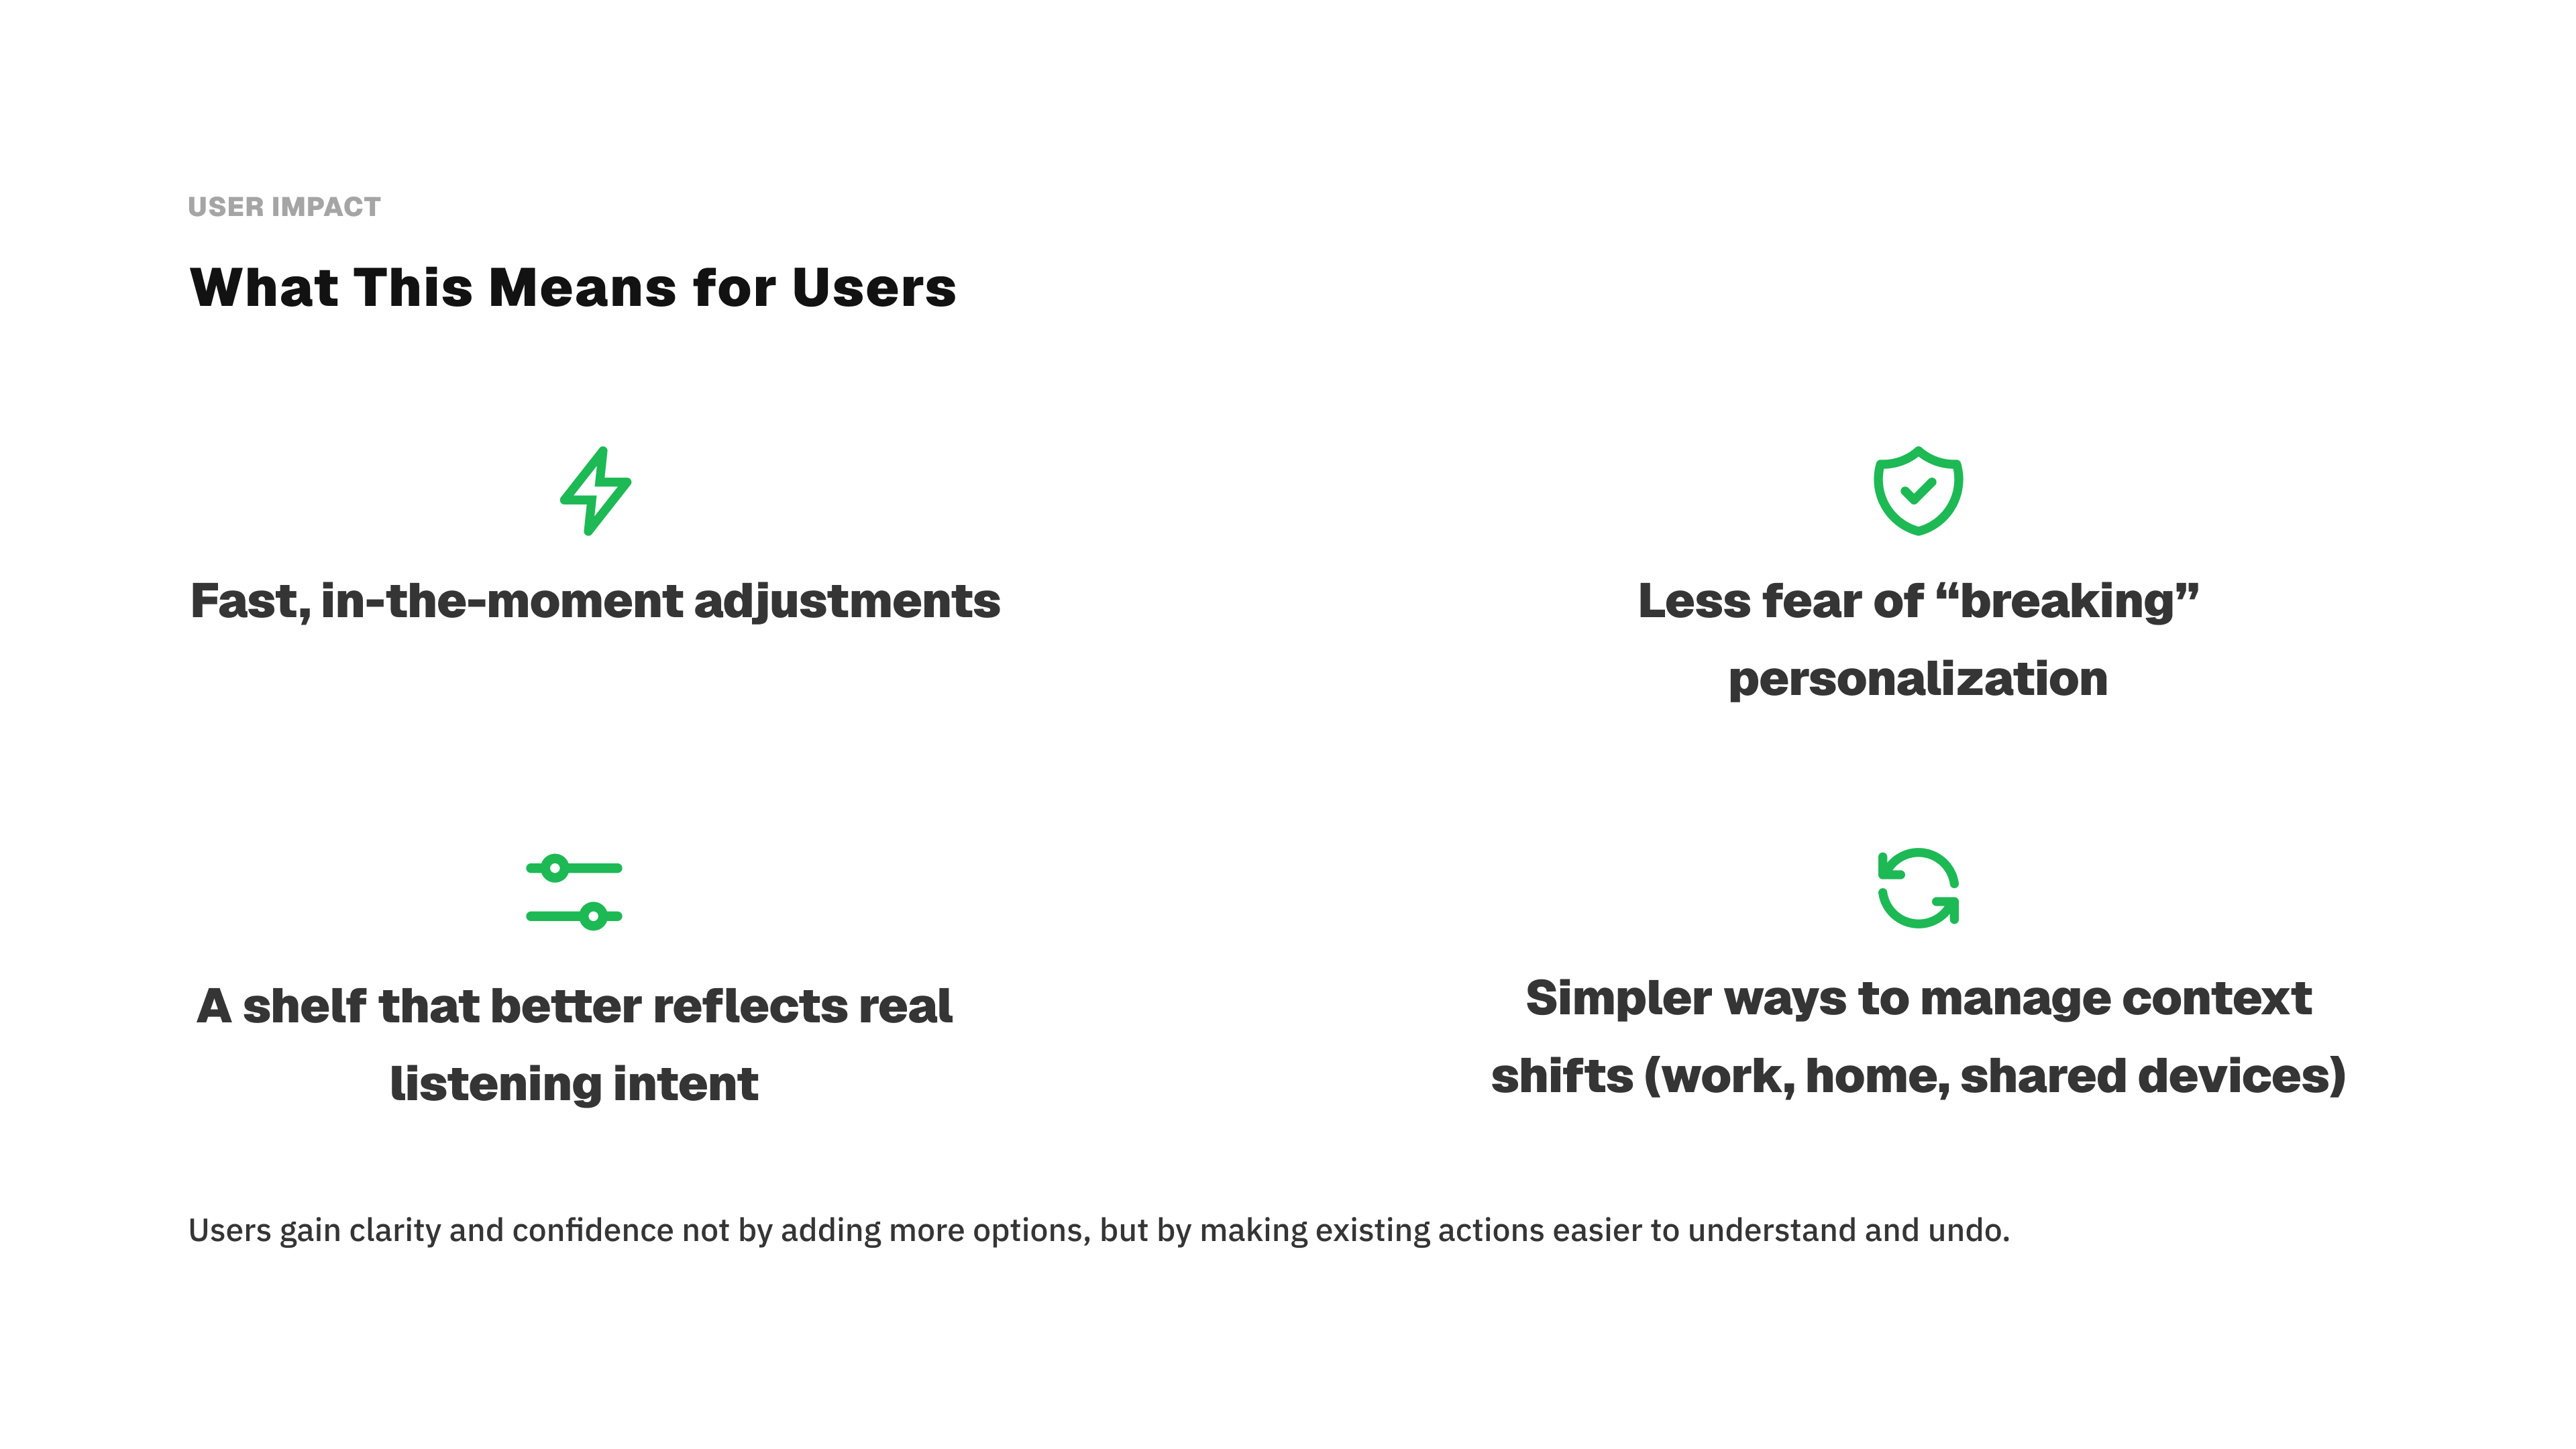 USER IMPACT
What This Means for Users
Fast, in-the-moment adjustments
Less fear of “breaking”
personalization
A shelf that better reflects real
listening intent
Simpler ways to manage context
shifts (work, home, shared devices)
Users gain clarity and confidence not by adding more options, but by making existing actions easier to understand and undo.